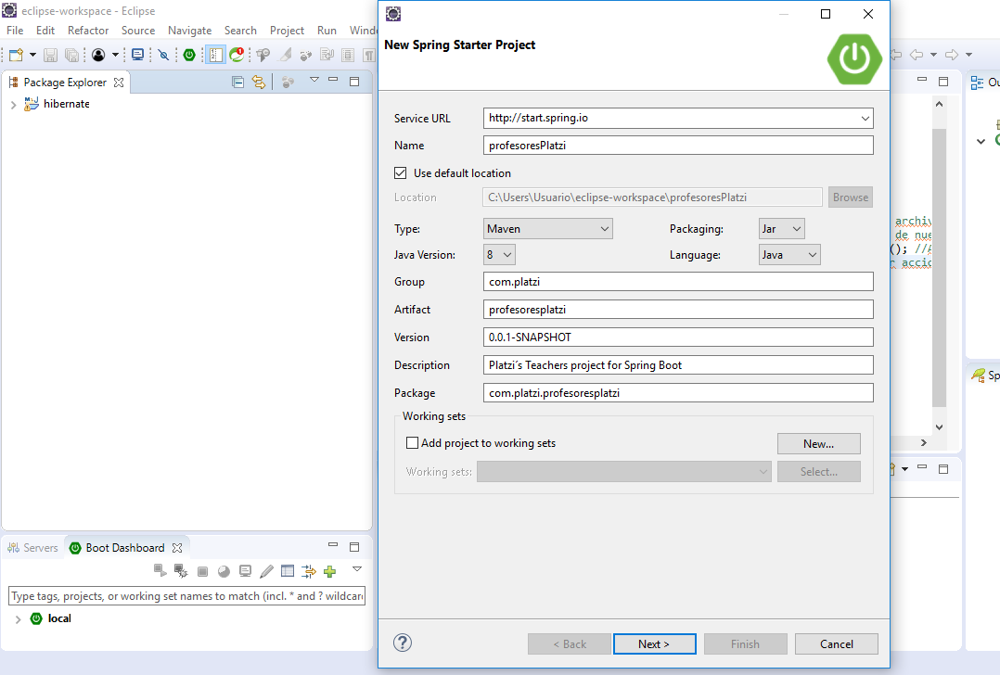 eclipse-workspace - Eclipse
File Edit Refactor Source Navigate Search Project Run
Package Explorer
hibernate
Servers Boot Dashboard
Type tags, projects, or working set names to match (incl. * and ? wildcar
local
New Spring Starter Project
Service URL http://start.spring.io
Name profesoresPlatzi
Use default location
Location C:\Users\Usuario\eclipse-workspace\profesoresPlatzi Browse
Type: Maven Packaging: Jar
Java Version: 8 Language: Java
Group com.platzi
Artifact profesoresplatzi
Version 0.0.1-SNAPSHOT
Description Platzi´s Teachers project for Spring Boot
Package com.platzi.profesoresplatzi
Working sets
Add project to working sets New...
Working sets: Select...
? < Back Next > Finish Cancel
archiv
de nue
(); //A
r accio
Ou
Sp